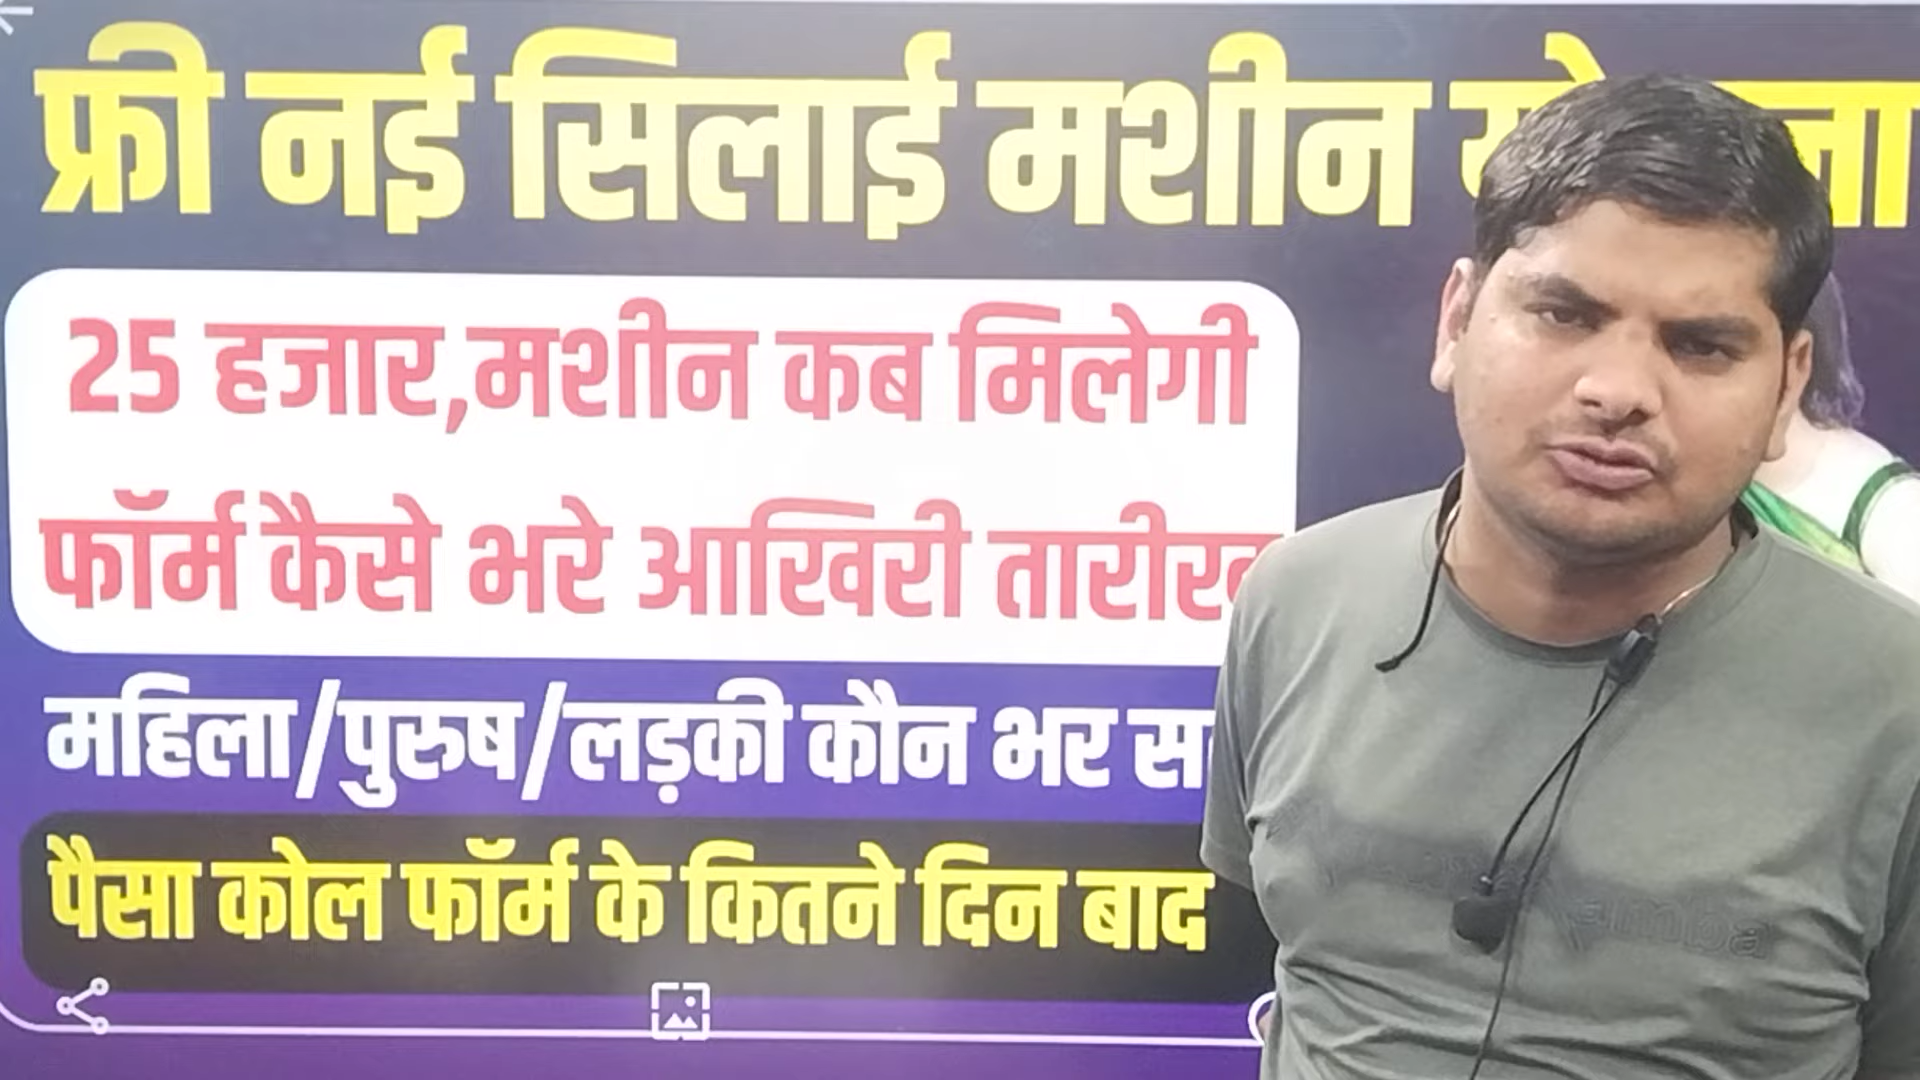 फ्री नई सिलाई मशीन
25 हजार,मशीन कब मिलेगी
फॉर्म कैसे भरे आखिरी तारीख
महिला/पुरुष/लड़की कौन भर
पैसा कोल फॉर्म के कितने दिन बाद